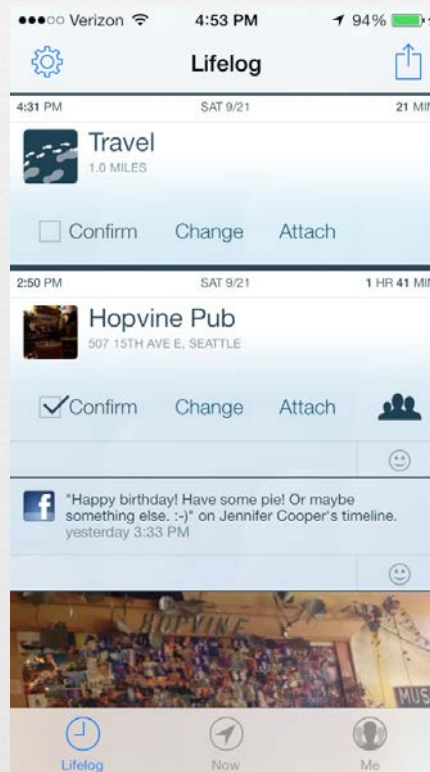 Verizon 4:53 PM 94%
Lifelog
4:31 PM SAT 9/21 21 MIN
Travel
1.0 MILES
Confirm Change Attach
2:50 PM SAT 9/21 1 HR 41 MIN
Hopvine Pub
507 15TH AVE E, SEATTLE
Confirm Change Attach
f
"Happy birthday! Have some pie! Or maybe
something else. :-)" on Jennifer Cooper's timeline.
yesterday 3:33 PM
HOPVINE
MUS
Lifelog Now Me